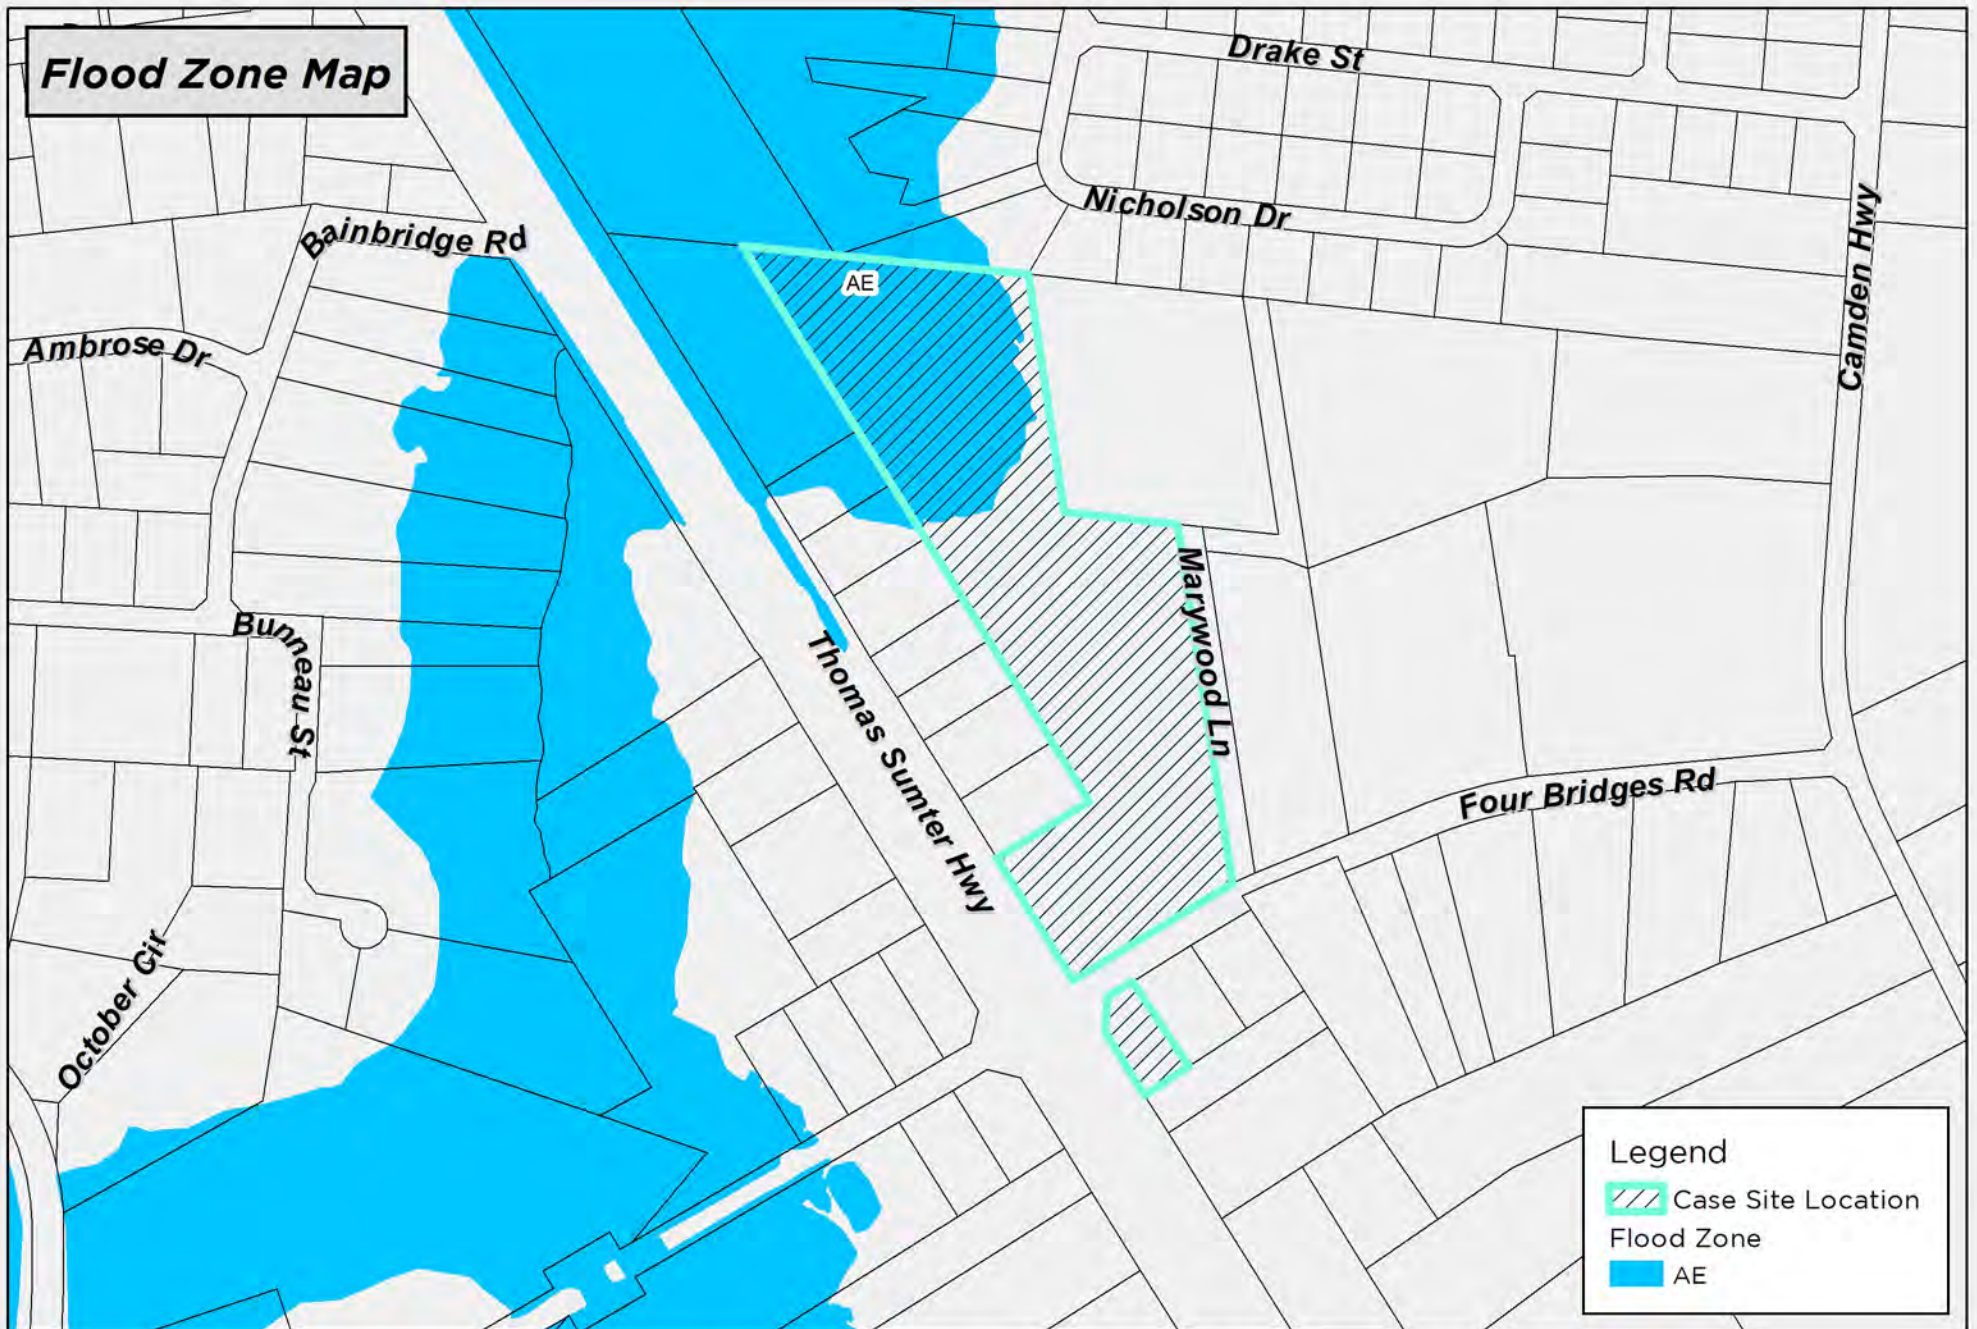 Flood Zone Map
Drake St
Nicholson Dr
Bainbridge Rd
Camden Hwy
AE
Ambrose Dr
Marywood Ln
Bunneau St
Thomas Sumter Hwy
Four Bridges Rd
October Cir
Legend
Case Site Location
Flood Zone
AE